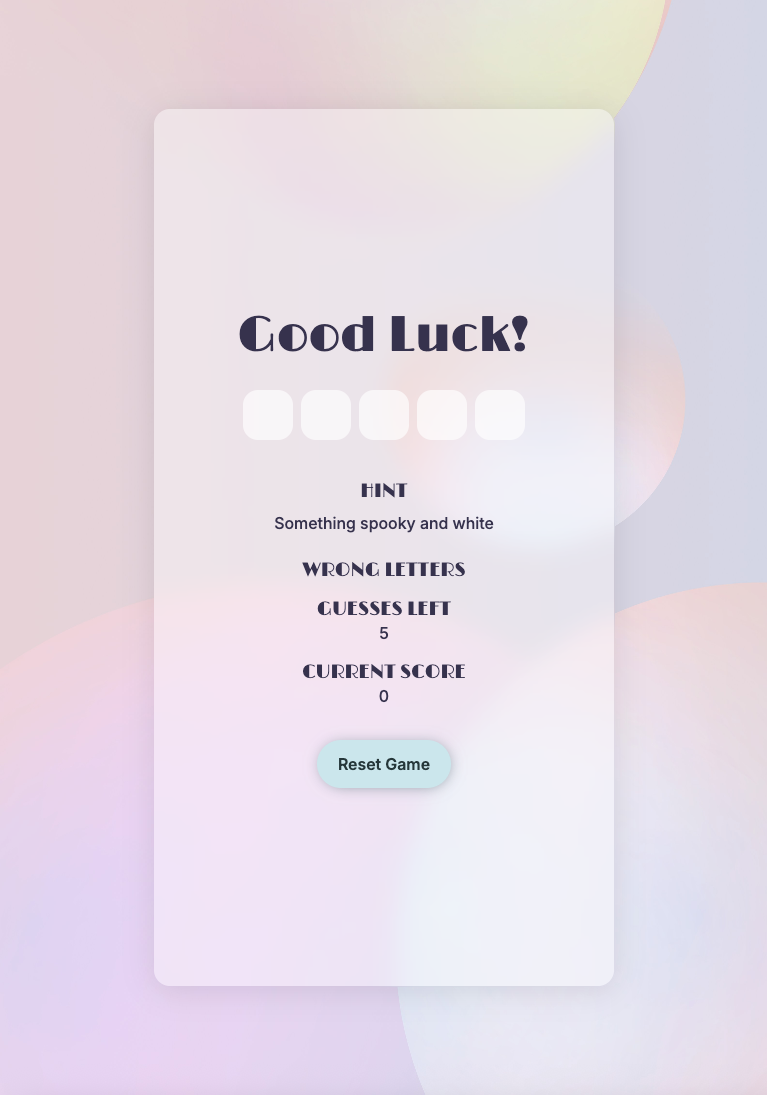 Good Luck!
HINT
Something spooky and white
WRONG LETTERS
GUESSES LEFT
5
CURRENT SCORE
0
Reset Game